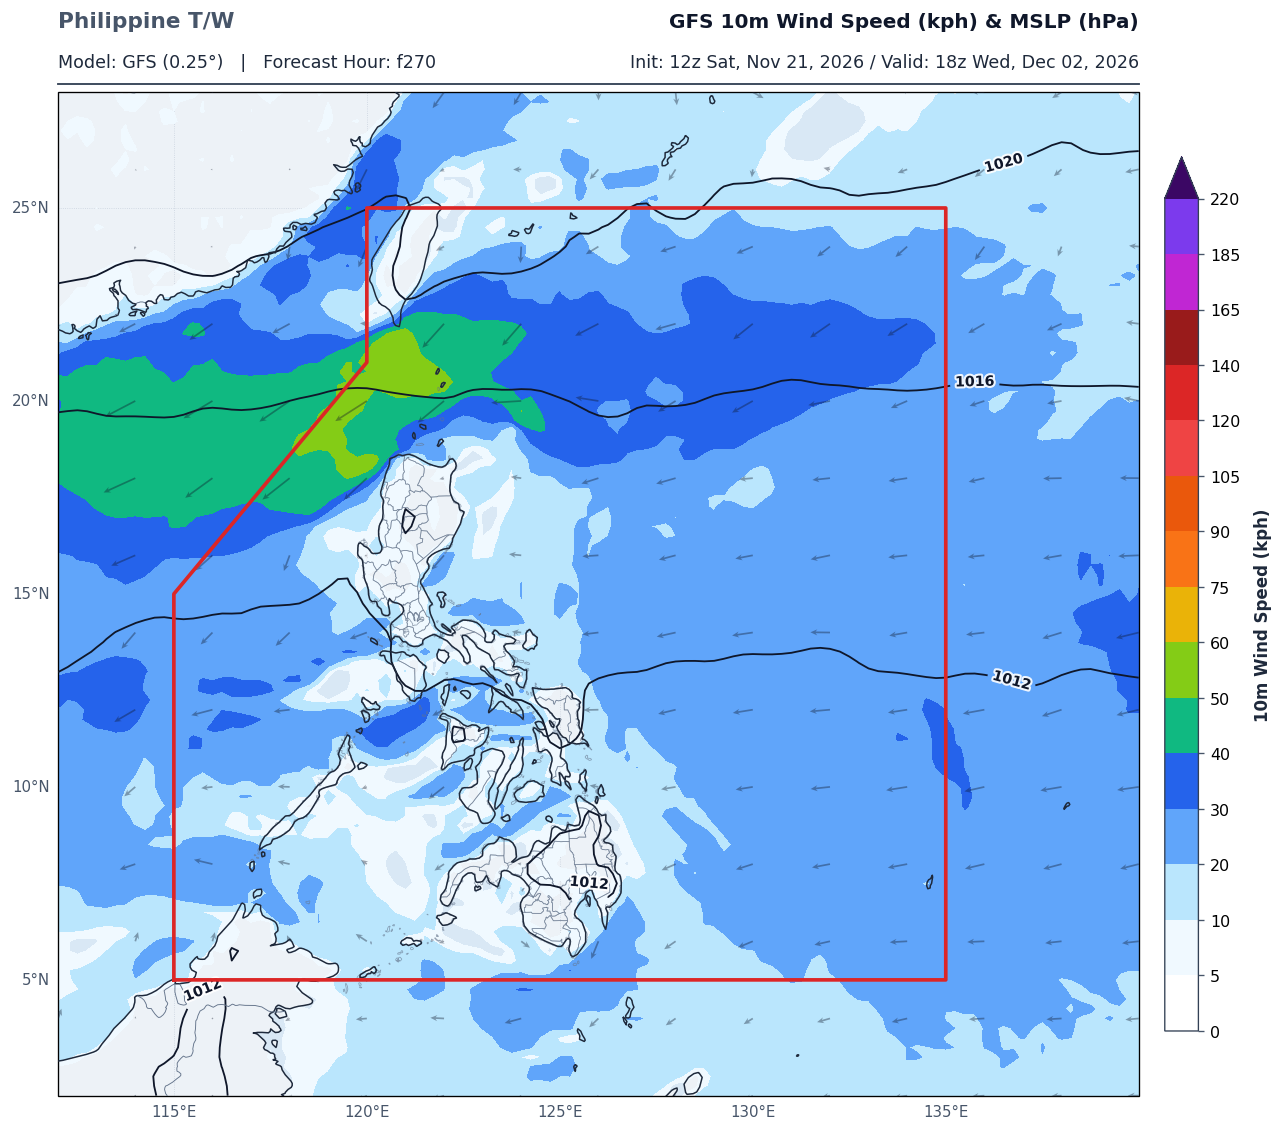 Philippine T/W
GFS 10m Wind Speed (kph) & MSLP (hPa)
Model: GFS (0.25°)   |   Forecast Hour: f270
Init: 12z Sat, Nov 21, 2026 / Valid: 18z Wed, Dec 02, 2026
1020
1016
1012
1012
1012
25°N
20°N
15°N
10°N
5°N
115°E
120°E
125°E
130°E
135°E
220
185
165
140
120
105
90
75
60
50
40
30
20
10
5
0
10m Wind Speed (kph)